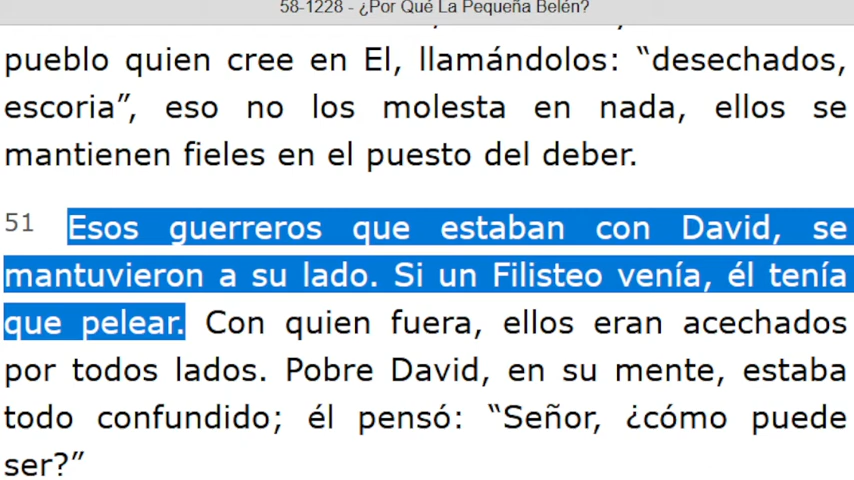 58-1228 - ¿Por Qué La Pequeña Belén?
pueblo quien cree en El, llamándolos: “desechados,
escoria”, eso no los molesta en nada, ellos se
mantienen fieles en el puesto del deber.
51 Esos guerreros que estaban con David, se
mantuvieron a su lado. Si un Filisteo venía, él tenía
que pelear. Con quien fuera, ellos eran acechados
por todos lados. Pobre David, en su mente, estaba
todo confundido; él pensó: “Señor, ¿cómo puede
ser?”